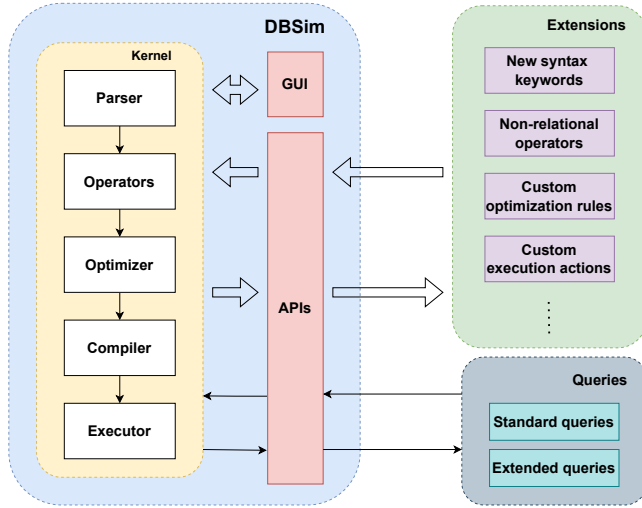 DBSim
Kernel
Parser
Operators
Optimizer
Compiler
Executor
GUI
APIs
Extensions
New syntax
keywords
Non-relational
operators
Custom
optimization rules
Custom
execution actions
Queries
Standard queries
Extended queries